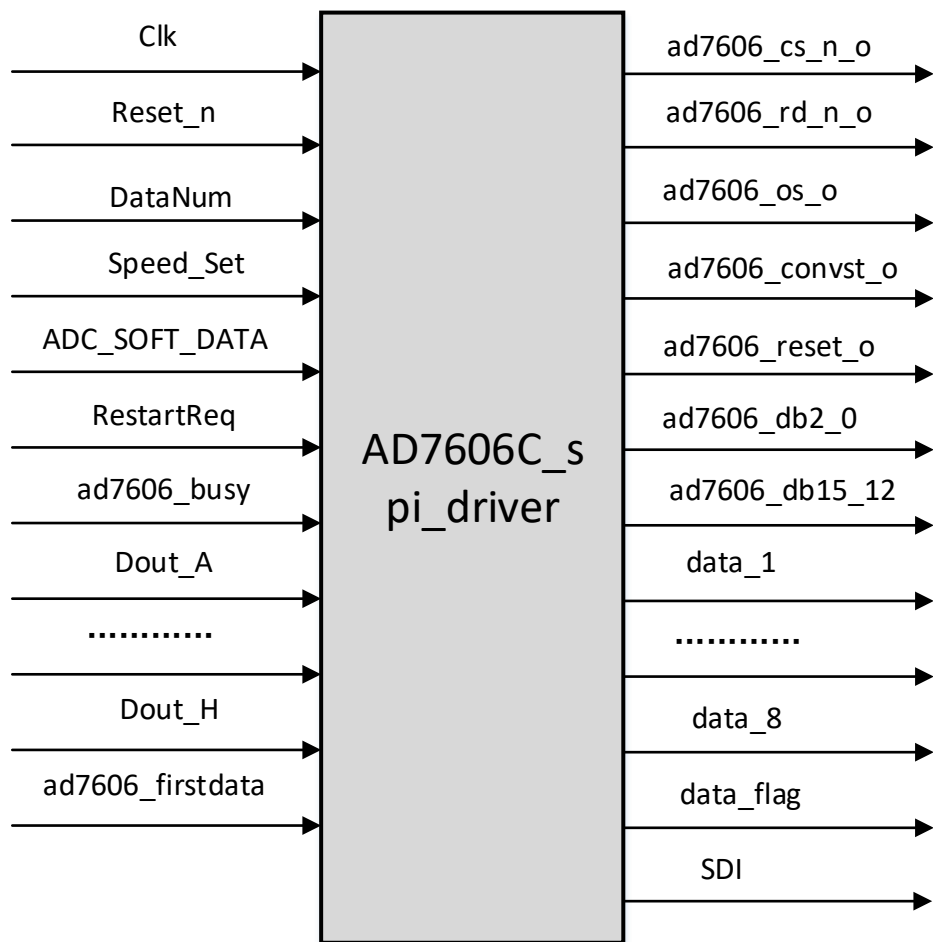 Clk
Reset_n
DataNum
Speed_Set
ADC_SOFT_DATA
RestartReq
ad7606_busy
Dout_A
............
Dout_H
ad7606_firstdata
AD7606C_s
pi_driver
ad7606_cs_n_o
ad7606_rd_n_o
ad7606_os_o
ad7606_convst_o
ad7606_reset_o
ad7606_db2_0
ad7606_db15_12
data_1
............
data_8
data_flag
SDI